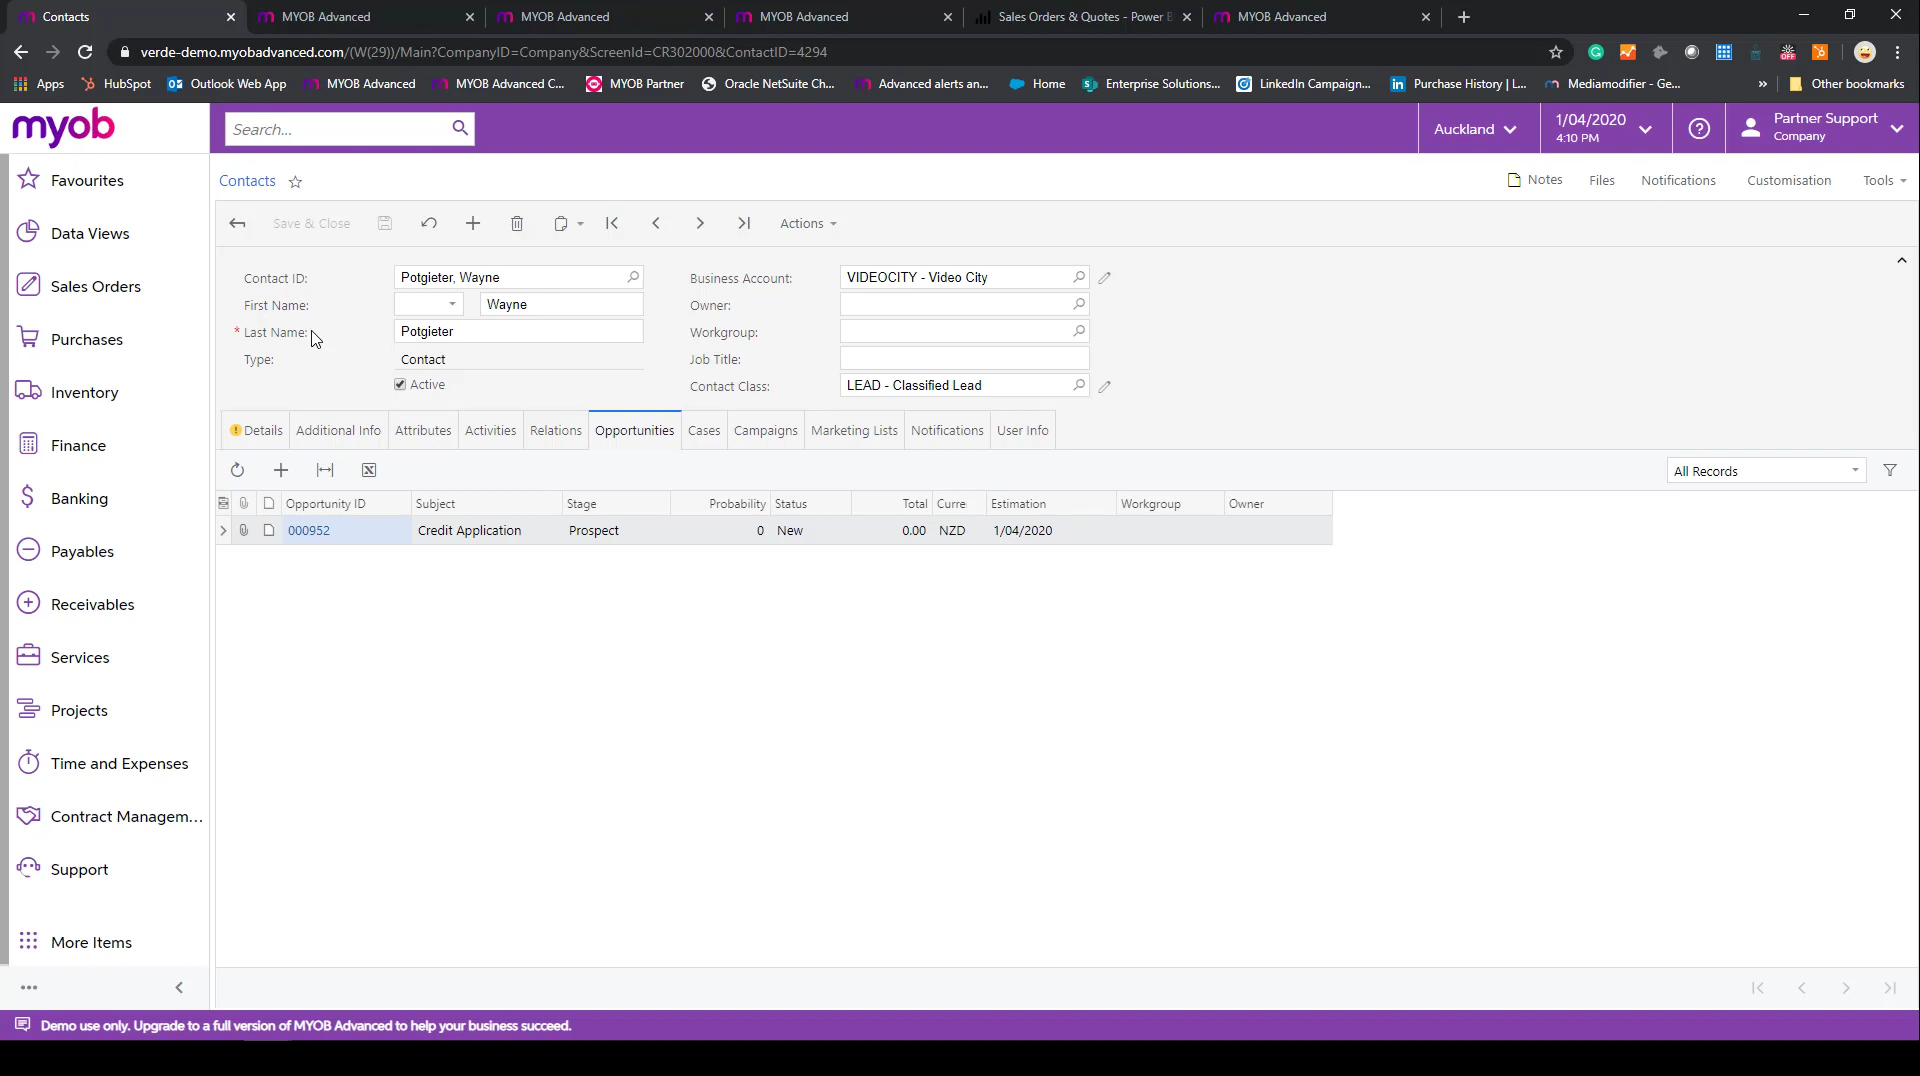 Contacts
MYOB Advanced
MYOB Advanced
MYOB Advanced
Sales Orders & Quotes - Power B
MYOB Advanced
verde-demo.myobadvanced.com/(W(29))/Main?CompanyID=Company&ScreenId=CR302000&ContactID=4294
OFF
Apps
HubSpot
Outlook Web App
MYOB Advanced
MYOB Advanced C...
MYOB Partner
Oracle NetSuite Ch...
Advanced alerts an...
Home
Enterprise Solutions...
LinkedIn Campaign...
Purchase History | L...
Mediamodifier - Ge...
»
Other bookmarks
myob
Search...
Auckland
1/04/2020
4:10 PM
Partner Support
Company
Favourites
Data Views
Sales Orders
Purchases
Inventory
Finance
Banking
Payables
Receivables
Services
Projects
Time and Expenses
Contract Managem...
Support
More Items
Contacts
Notes
Files
Notifications
Customisation
Tools
Save & Close
Actions
Contact ID:
Potgieter, Wayne
Business Account:
VIDEOCITY - Video City
First Name:
Wayne
Owner:
* Last Name:
Potgieter
Workgroup:
Type:
Contact
Job Title:
Active
Contact Class:
LEAD - Classified Lead
Details
Additional Info
Attributes
Activities
Relations
Opportunities
Cases
Campaigns
Marketing Lists
Notifications
User Info
All Records
Opportunity ID
Subject
Stage
Probability
Status
Total
Curre
Estimation
Workgroup
Owner
000952
Credit Application
Prospect
0
New
0.00
NZD
1/04/2020
Demo use only. Upgrade to a full version of MYOB Advanced to help your business succeed.